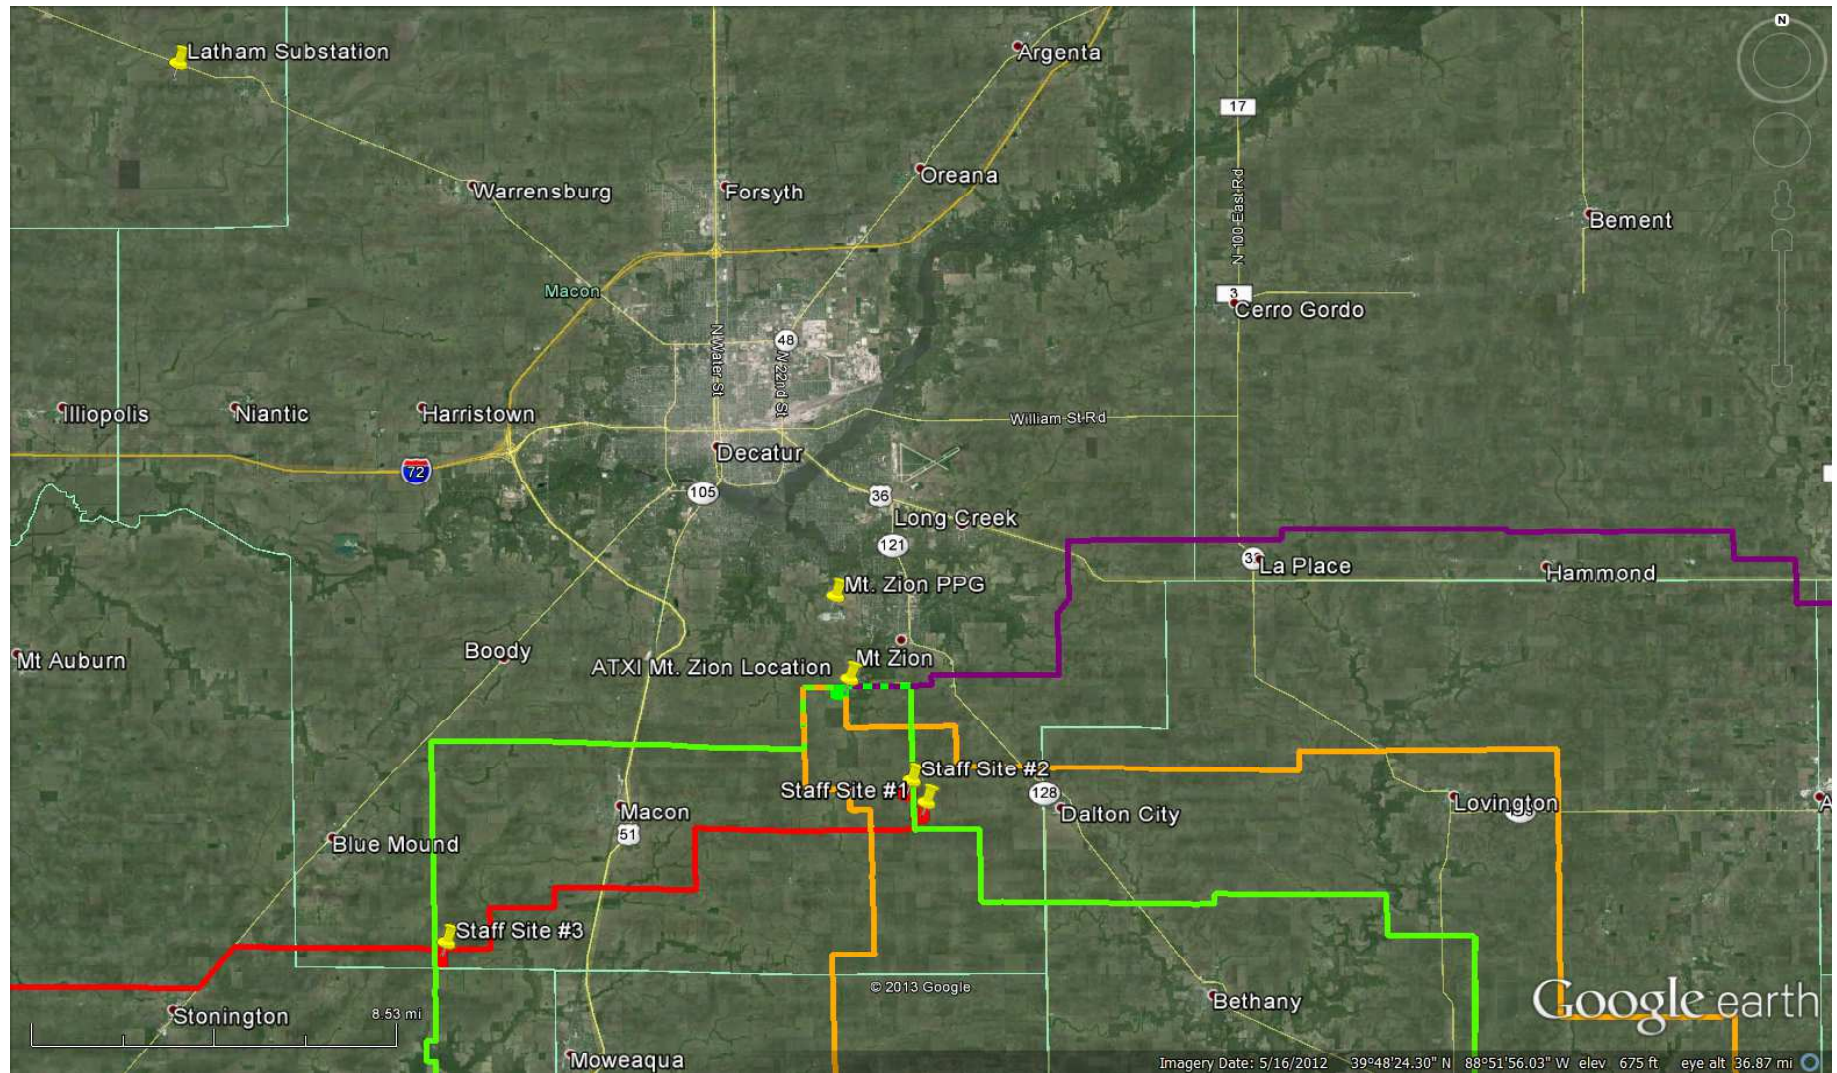 N
Latham Substation
Argenta
17
Warrensburg
Forsyth
Oreana
N 100 East Rd
Bement
Macon
3
Cerro Gordo
48
N Water St
N 22nd St
Illiopolis
Niantic
Harristown
William St Rd
Decatur
72
105
36
Long Creek
121
La Place
Hammond
Mt. Zion PPG
Mt Auburn
Boody
ATXI Mt. Zion Location
Mt Zion
Staff Site #2
Staff Site #1
128
Dalton City
Lovington
A
Macon
51
Blue Mound
Staff Site #3
© 2013 Google
Bethany
Google earth
Stonington
8.53 mi
Moweaqua
Imagery Date: 5/16/2012 39°48'24.30" N 88°51'56.03" W elev 675 ft eye alt 36.87 mi